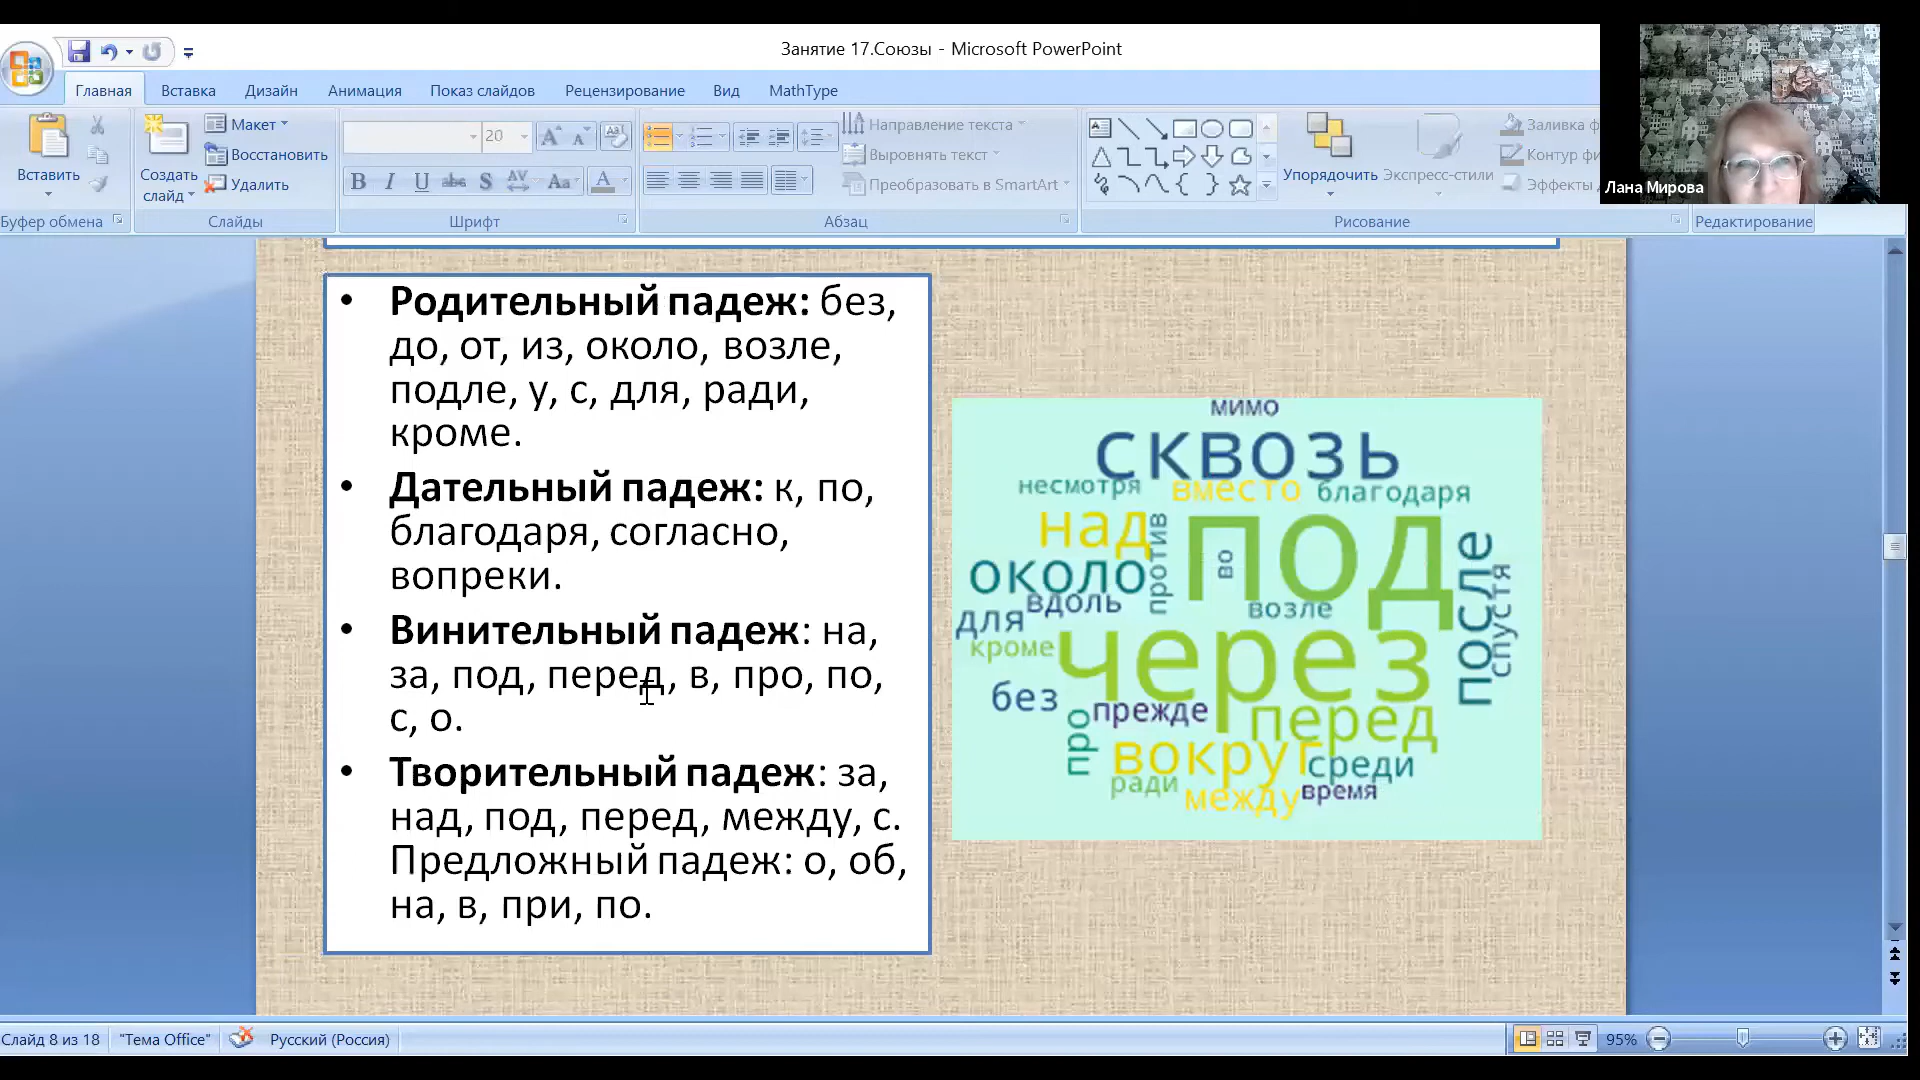 Занятие 17.Союзы - Microsoft PowerPoint
Главная Вставка Дизайн Анимация Показ слайдов Рецензирование Вид MathType
Вставить
Буфер обмена
Создать слайд
Макет
Восстановить
Удалить
Слайды
20
Шрифт
Направление текста
Выровнять текст
Преобразовать в SmartArt
Абзац
Упорядочить
Экспресс-стили
Заливка ф
Контур фи
Эффекты
Рисование
Редактирование
Лана Мирова
• Родительный падеж: без,
до, от, из, около, возле,
подле, у, с, для, ради,
кроме.
• Дательный падеж: к, по,
благодаря, согласно,
вопреки.
• Винительный падеж: на,
за, под, перед, в, про, по,
с, о.
• Творительный падеж: за,
над, под, перед, между, с.
Предложный падеж: о, об,
на, в, при, по.
мимо
сквозь
несмотря вместо благодаря
над
против
во
под
после
спустя
около
вдоль
возле
для
кроме
через
без
прежде
перед
про
вокруг
среди
ради
между
время
Слайд 8 из 18 "Тема Office" Русский (Россия) 95%